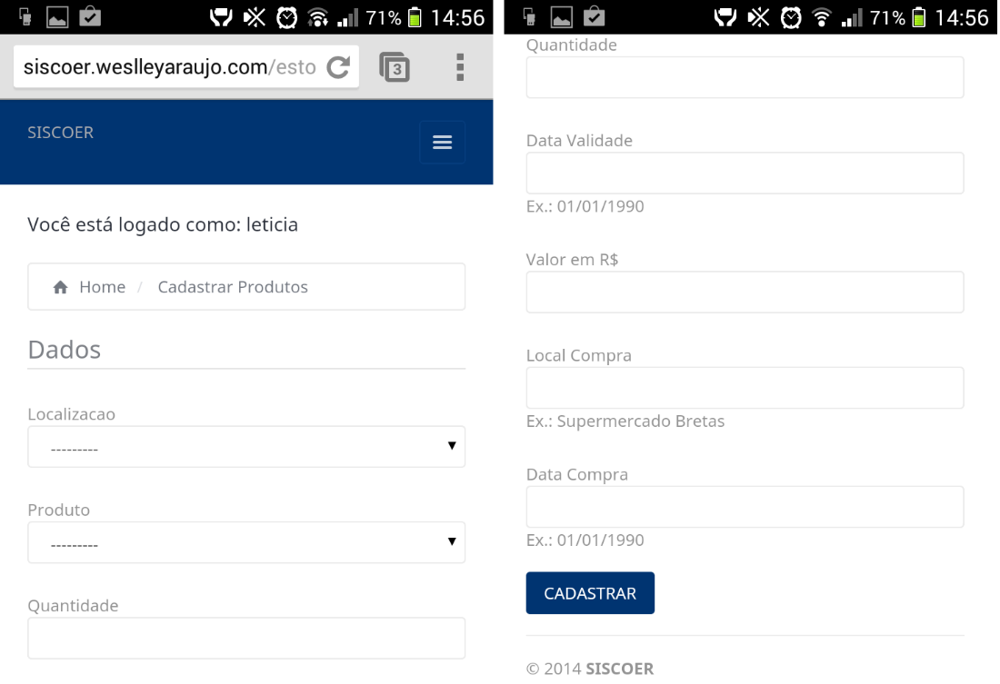 71% 14:56
siscoer.weslleyaraujo.com/esto 3
SISCOER
Você está logado como: leticia
Home / Cadastrar Produtos
Dados
Localizacao
---------
Produto
---------
Quantidade
71% 14:56
Quantidade
Data Validade
Ex.: 01/01/1990
Valor em R$
Local Compra
Ex.: Supermercado Bretas
Data Compra
Ex.: 01/01/1990
CADASTRAR
© 2014 SISCOER